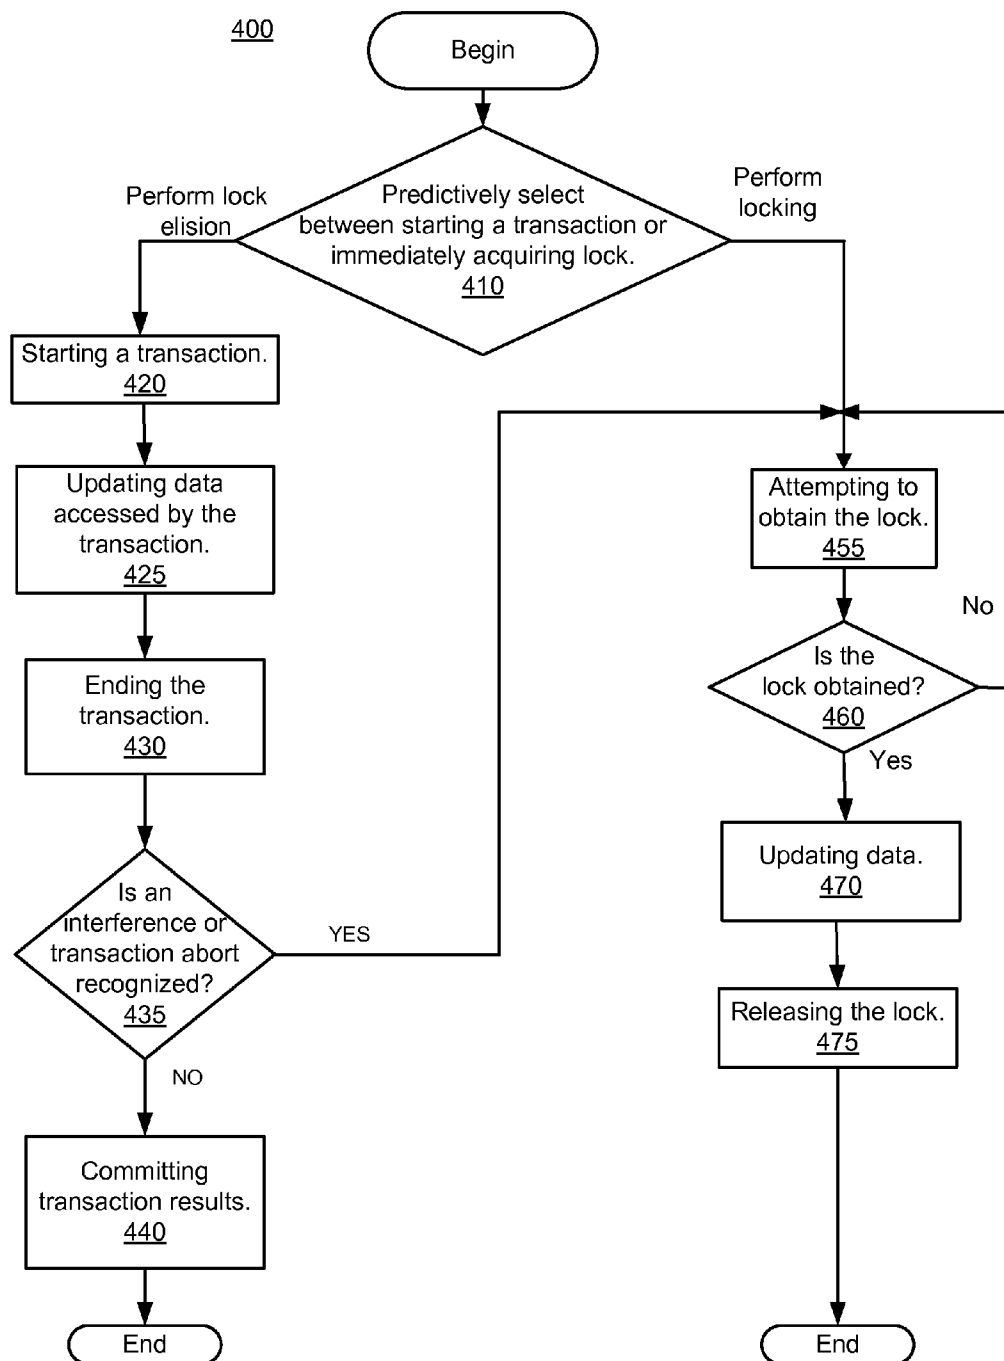 400
Begin
Perform lock
elision
Predictively select
between starting a transaction or
immediately acquiring lock.
410
Perform
locking
Starting a transaction.
420
Updating data
accessed by the
transaction.
425
Ending the
transaction.
430
Is an
interference or
transaction abort
recognized?
435
YES
NO
Committing
transaction results.
440
End
Attempting to
obtain the lock.
455
No
Is the
lock obtained?
460
Yes
Updating data.
470
Releasing the lock.
475
End